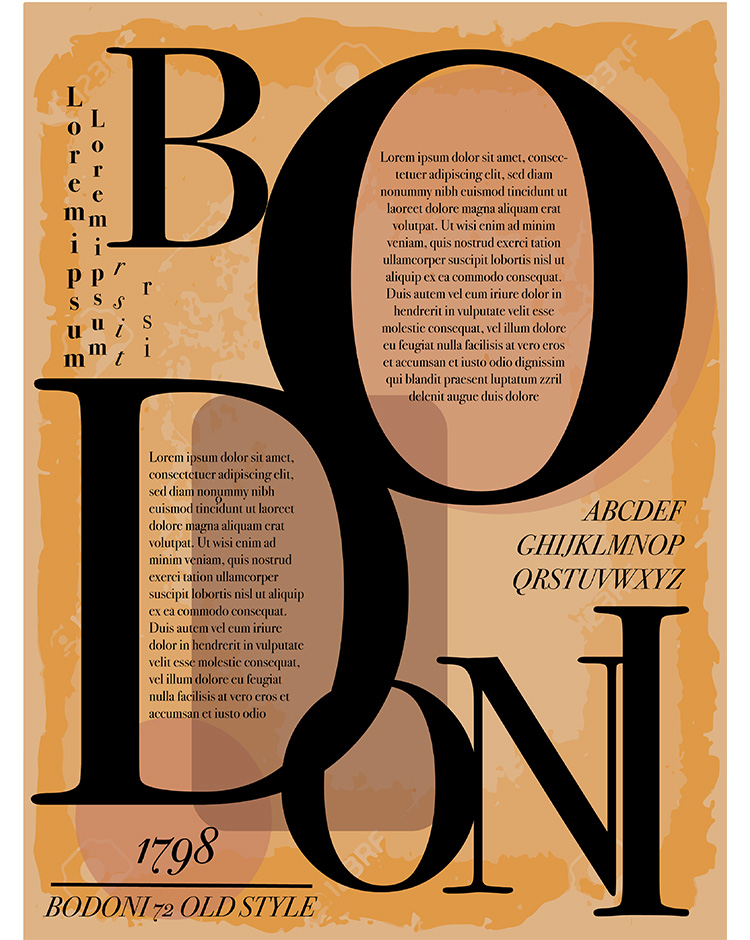 BODONI
Lorem ipsum
Lorem ipsum
r sit
r si
Lorem ipsum dolor sit amet, consec-
tetuer adipiscing elit, sed diam
nonummy nibh euismod tincidunt ut
laoreet dolore magna aliquam erat
volutpat. Ut wisi enim ad minim
veniam, quis nostrud exerci tation
ullamcorper suscipit lobortis nisl ut
aliquip ex ea commodo consequat.
Duis autem vel eum iriure dolor in
hendrerit in vulputate velit esse
molestie consequat, vel illum dolore
eu feugiat nulla facilisis at vero eros
et accumsan et iusto odio dignissim
qui blandit praesent luptatum zzril
delenit augue duis dolore
Lorem ipsum dolor sit amet,
consectetuer adipiscing elit,
sed diam nonummy nibh
euismod tincidunt ut laoreet
dolore magna aliquam erat
volutpat. Ut wisi enim ad
minim veniam, quis nostrud
exerci tation ullamcorper
suscipit lobortis nisl ut aliquip
ex ea commodo consequat.
Duis autem vel eum iriure
dolor in hendrerit in vulputate
velit esse molestie consequat,
vel illum dolore eu feugiat
nulla facilisis at vero eros et
accumsan et iusto odio
ABCDEF
GHIJKLMNOP
QRSTUVWXYZ
1798
BODONI 72 OLD STYLE